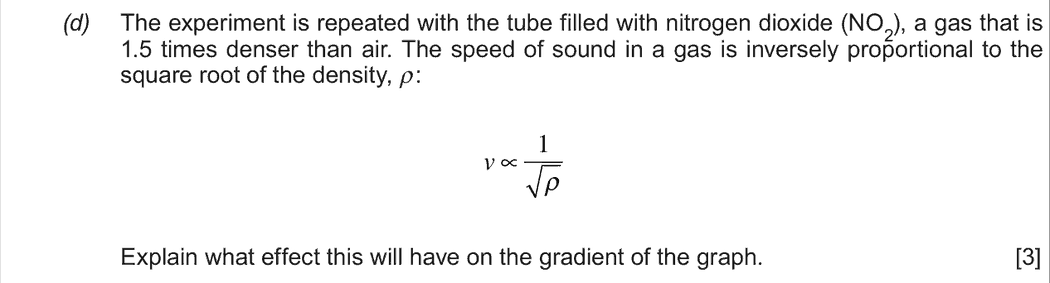 (d) The experiment is repeated with the tube filled with nitrogen dioxide (NO₂), a gas that is
1.5 times denser than air. The speed of sound in a gas is inversely proportional to the
square root of the density, ρ:
v ∝ 1/√ρ
Explain what effect this will have on the gradient of the graph. [3]